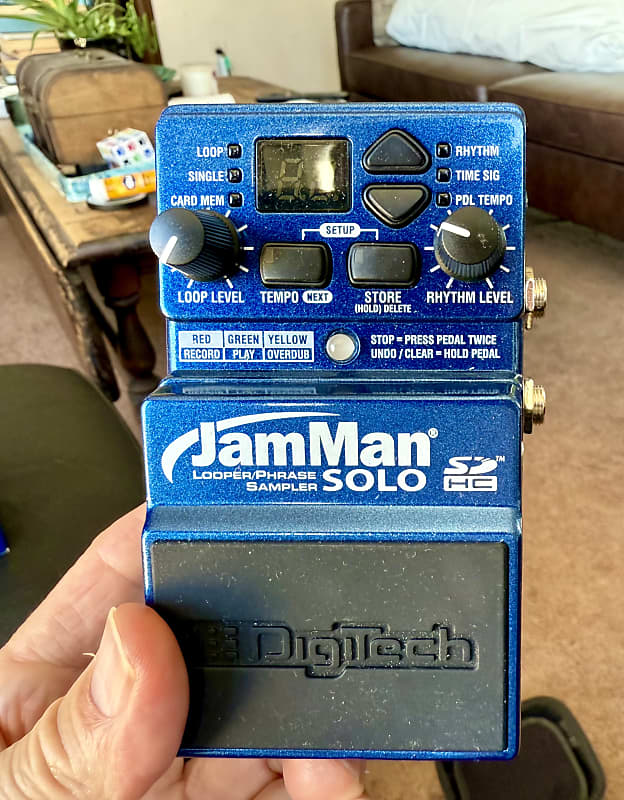 LOOP
SINGLE
CARD MEM
RHYTHM
TIME SIG
PDL TEMPO
SETUP
LOOP LEVEL
TEMPO NEXT
STORE
(HOLD) DELETE
RHYTHM LEVEL
RED GREEN YELLOW
RECORD PLAY OVERDUB
STOP = PRESS PEDAL TWICE
UNDO / CLEAR = HOLD PEDAL
JamMan®
LOOPER/PHRASE
SAMPLER SOLO
SD™
HC
DigiTech